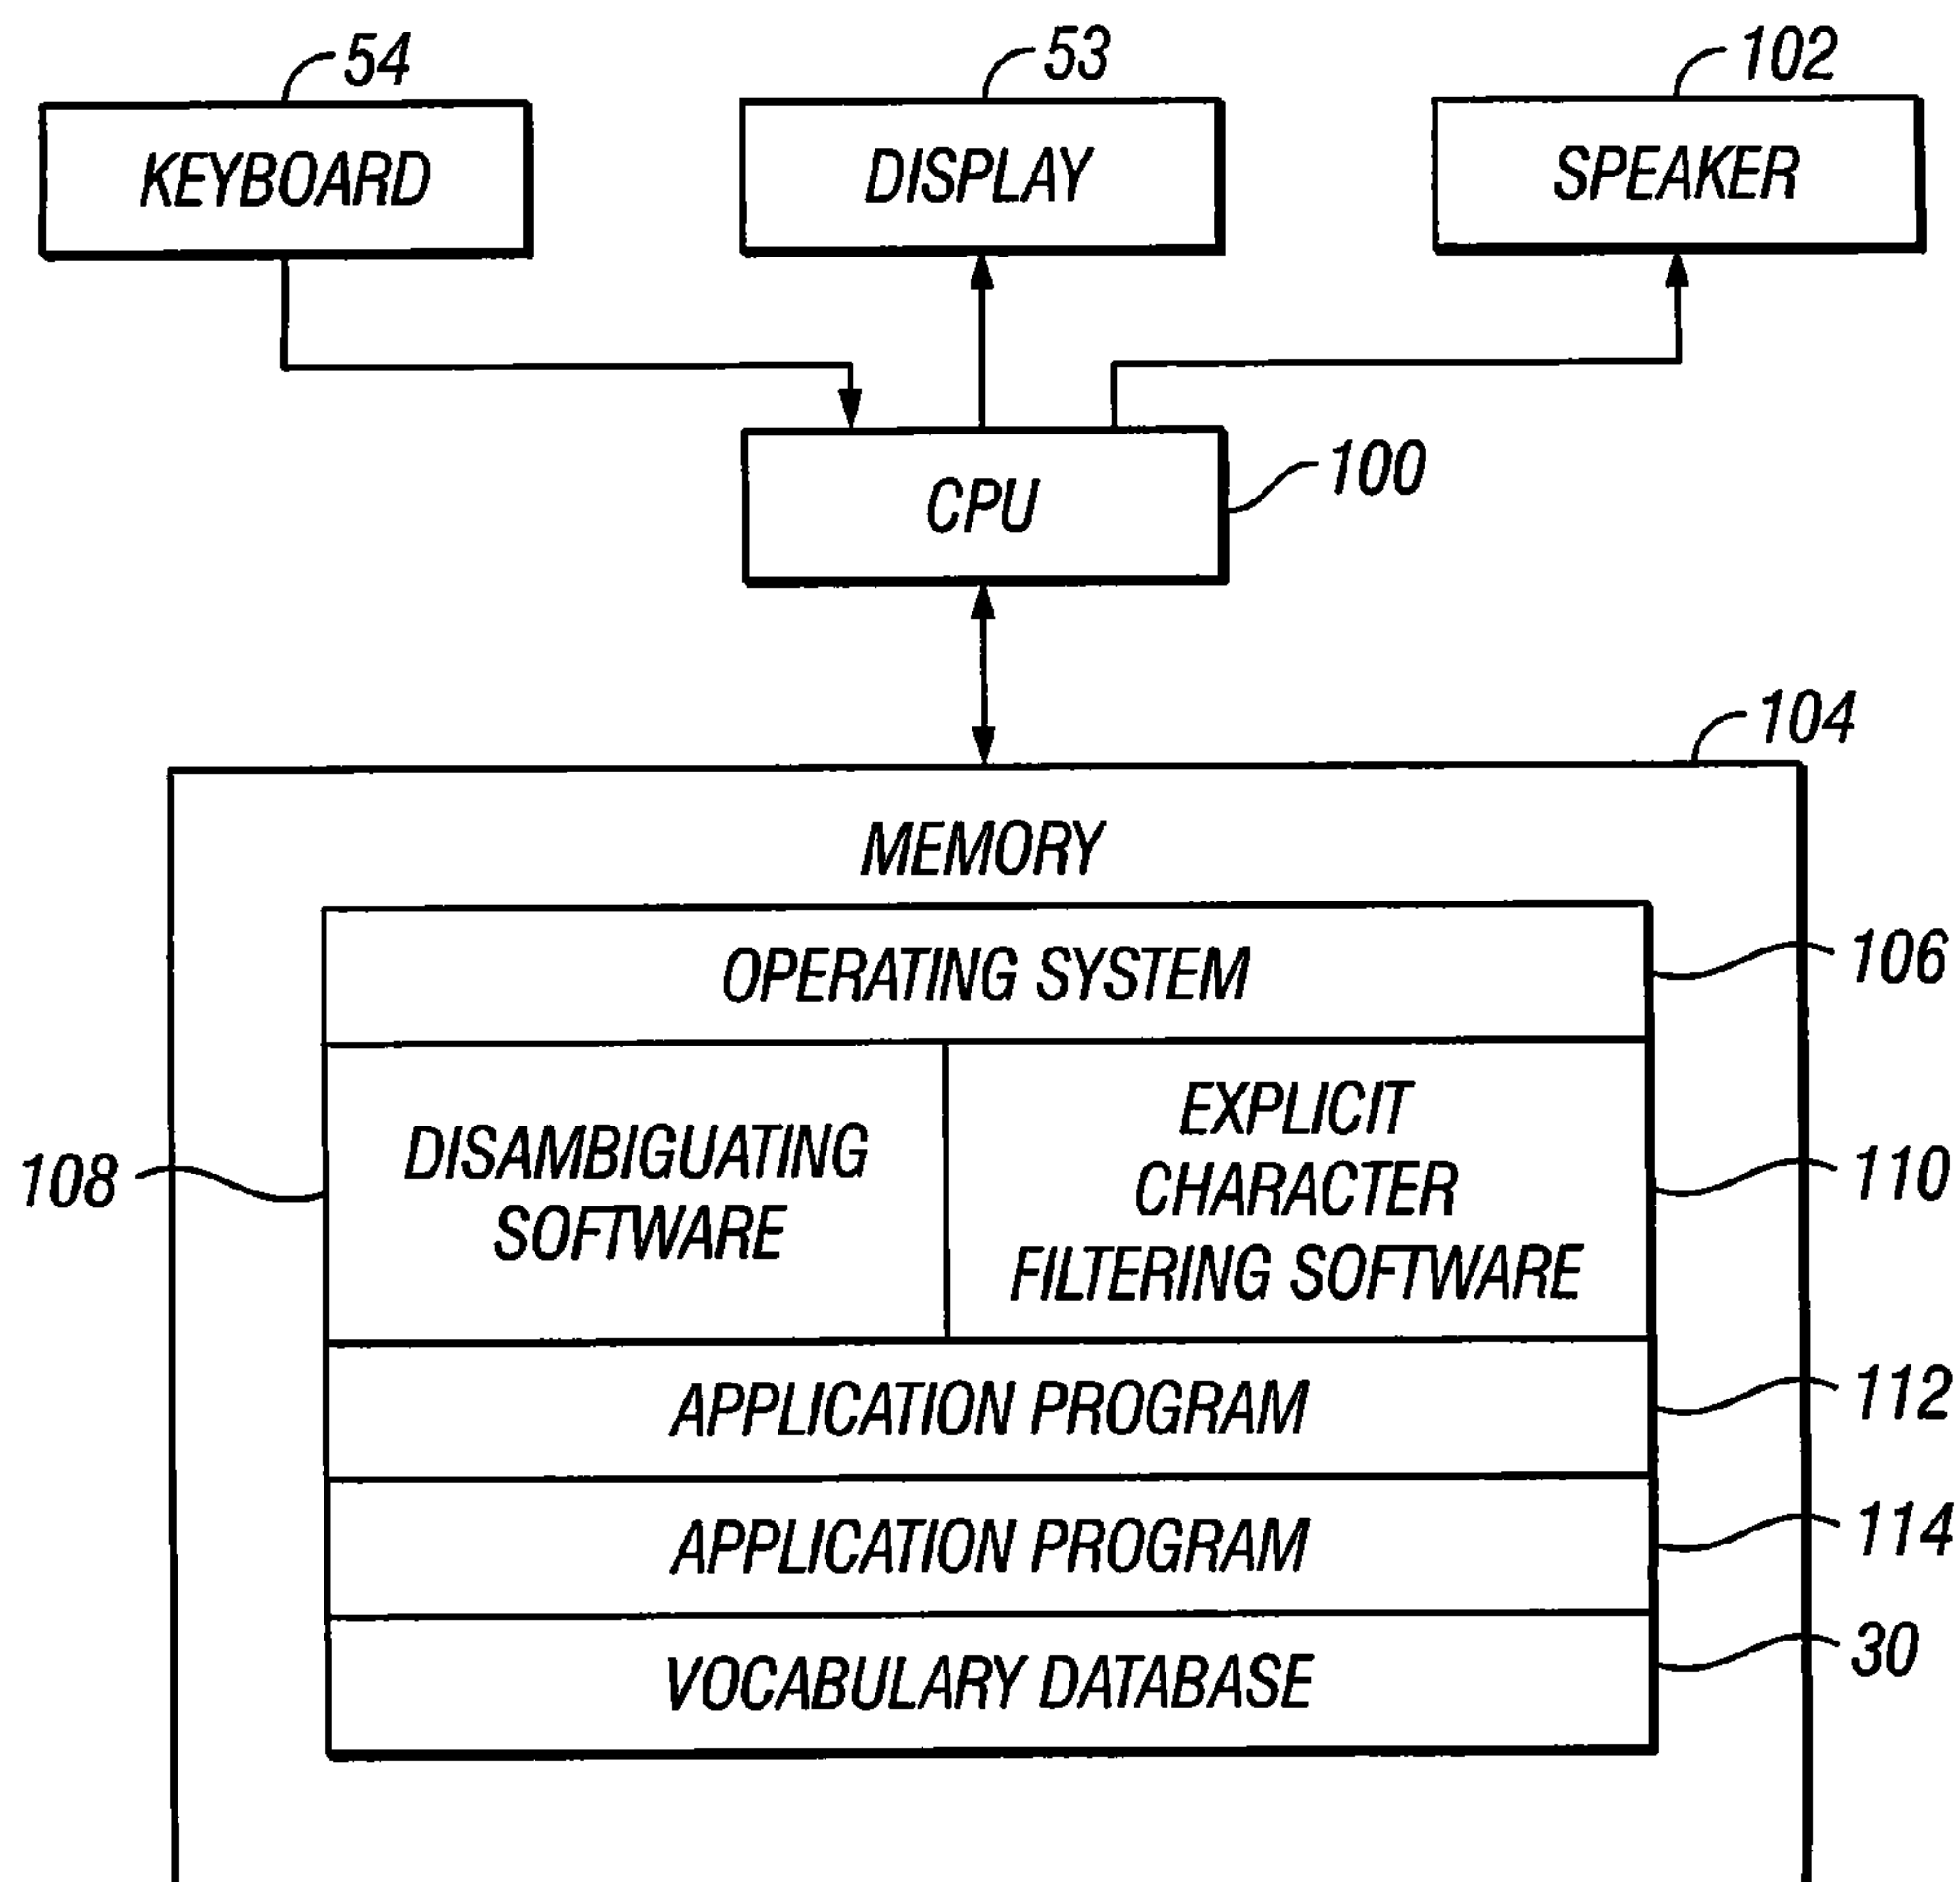 54
53
102
KEYBOARD
DISPLAY
SPEAKER
CPU
100
104
MEMORY
OPERATING SYSTEM
106
108
DISAMBIGUATING
SOFTWARE
EXPLICIT
CHARACTER
FILTERING SOFTWARE
110
APPLICATION PROGRAM
112
APPLICATION PROGRAM
114
VOCABULARY DATABASE
30